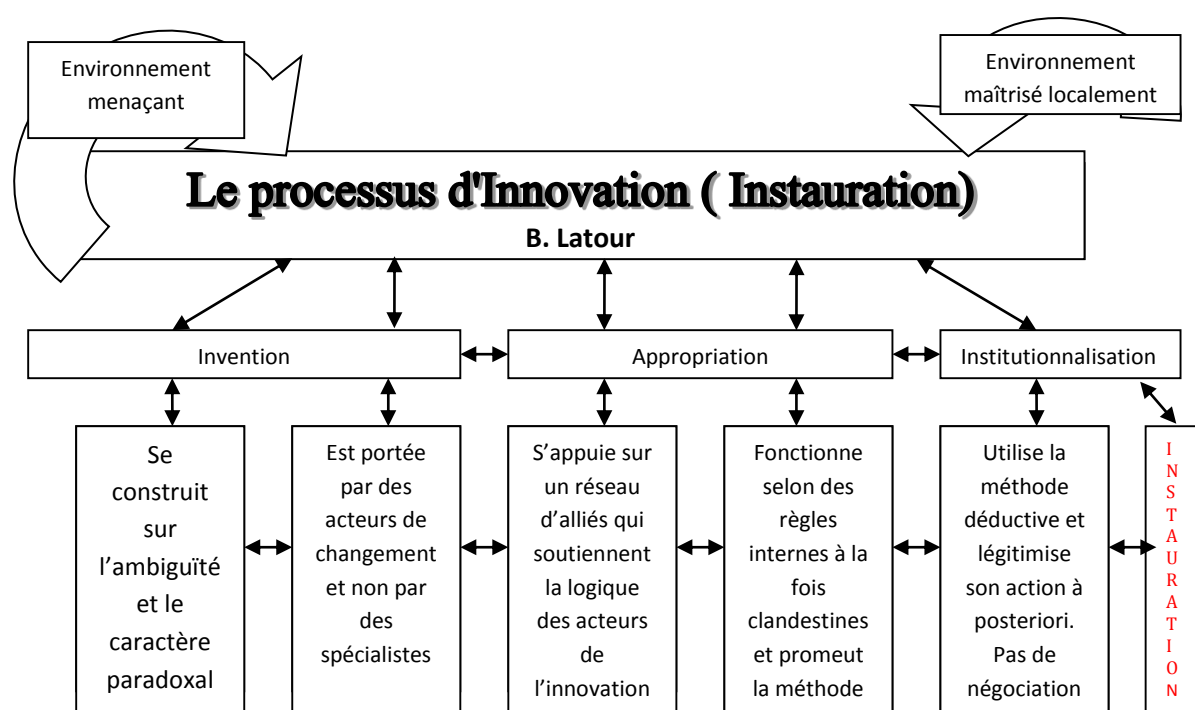 Environnement
menaçant
Environnement
maîtrisé localement
Le processus d'Innovation ( Instauration)
B. Latour
Invention
Appropriation
Institutionnalisation
Se
construit
sur
l’ambiguïté
et le
caractère
paradoxal
Est portée
par des
acteurs de
changement
et non par
des
spécialistes
S’appuie sur
un réseau
d’alliés qui
soutiennent
la logique
des acteurs
de
l’innovation
Fonctionne
selon des
règles
internes à la
fois
clandestines
et promeut
la méthode
Utilise la
méthode
déductive et
légitimise
son action à
posteriori.
Pas de
négociation
I
N
S
T
A
U
R
A
T
I
O
N